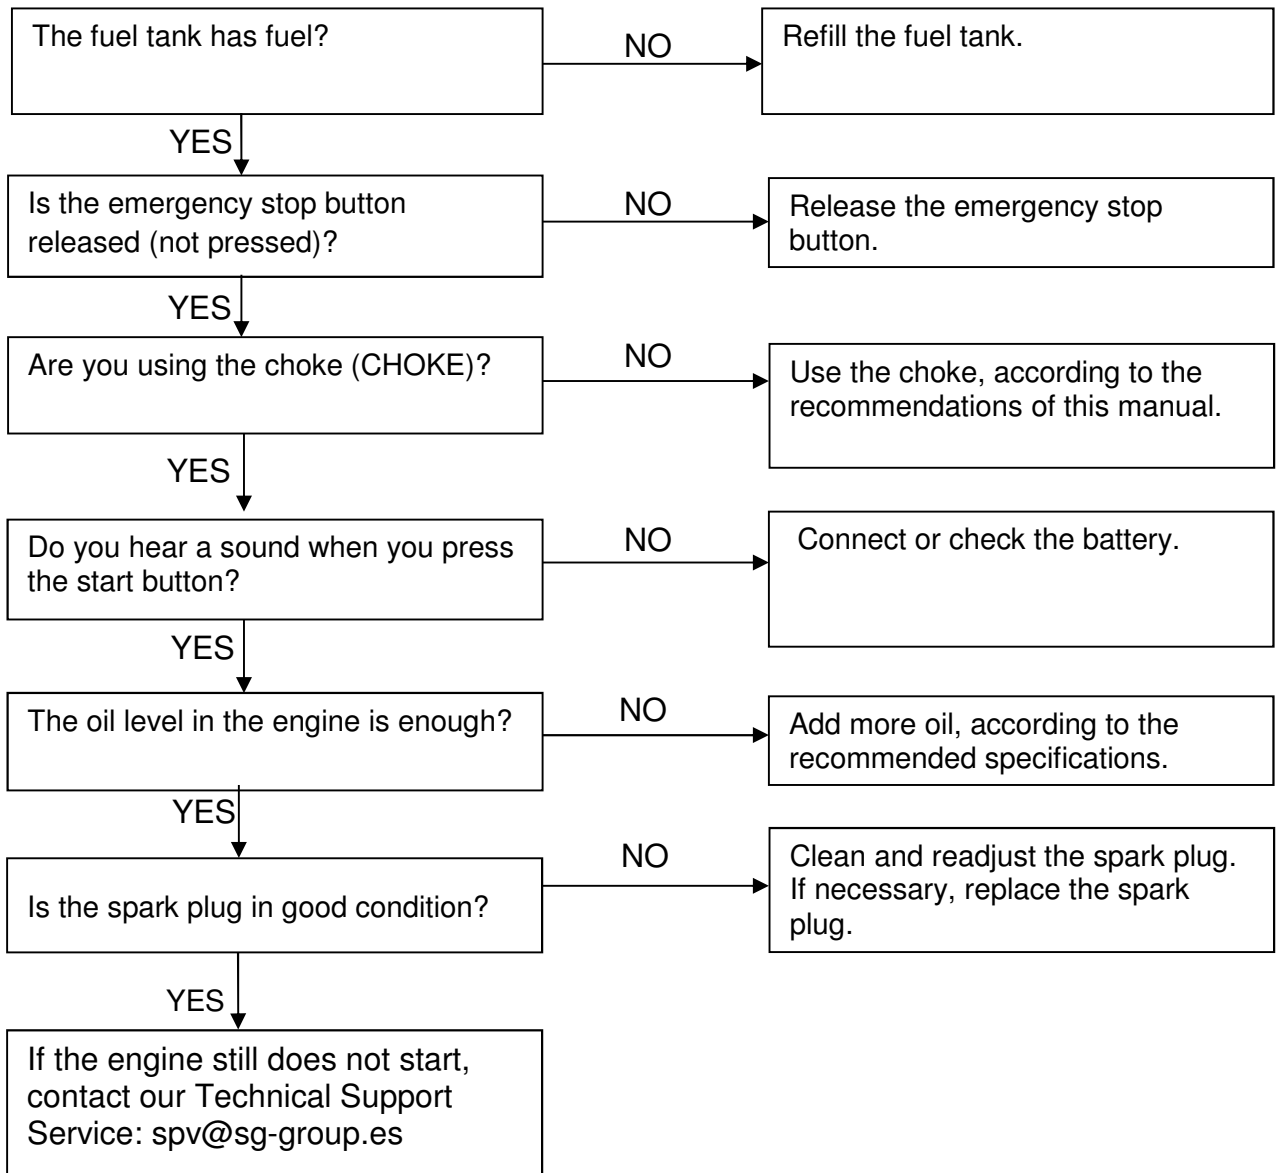 The fuel tank has fuel?
NO
Refill the fuel tank.
YES
Is the emergency stop button
released (not pressed)?
NO
Release the emergency stop
button.
YES
Are you using the choke (CHOKE)?
NO
Use the choke, according to the
recommendations of this manual.
YES
Do you hear a sound when you press
the start button?
NO
Connect or check the battery.
YES
The oil level in the engine is enough?
NO
Add more oil, according to the
recommended specifications.
YES
Is the spark plug in good condition?
NO
Clean and readjust the spark plug.
If necessary, replace the spark
plug.
YES
If the engine still does not start,
contact our Technical Support
Service: spv@sg-group.es